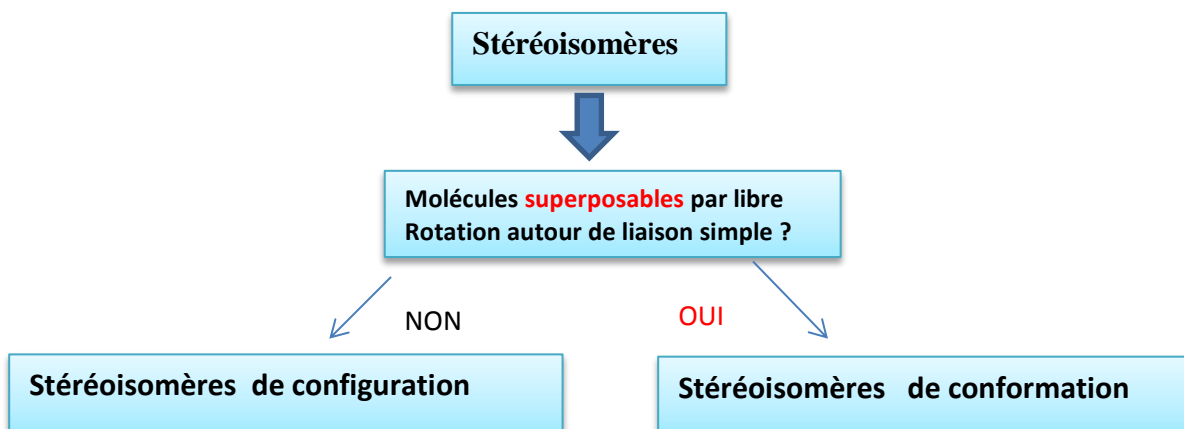 Stéréoisomères
Molécules superposables par libre
Rotation autour de liaison simple ?
NON
OUI
Stéréoisomères de configuration
Stéréoisomères de conformation